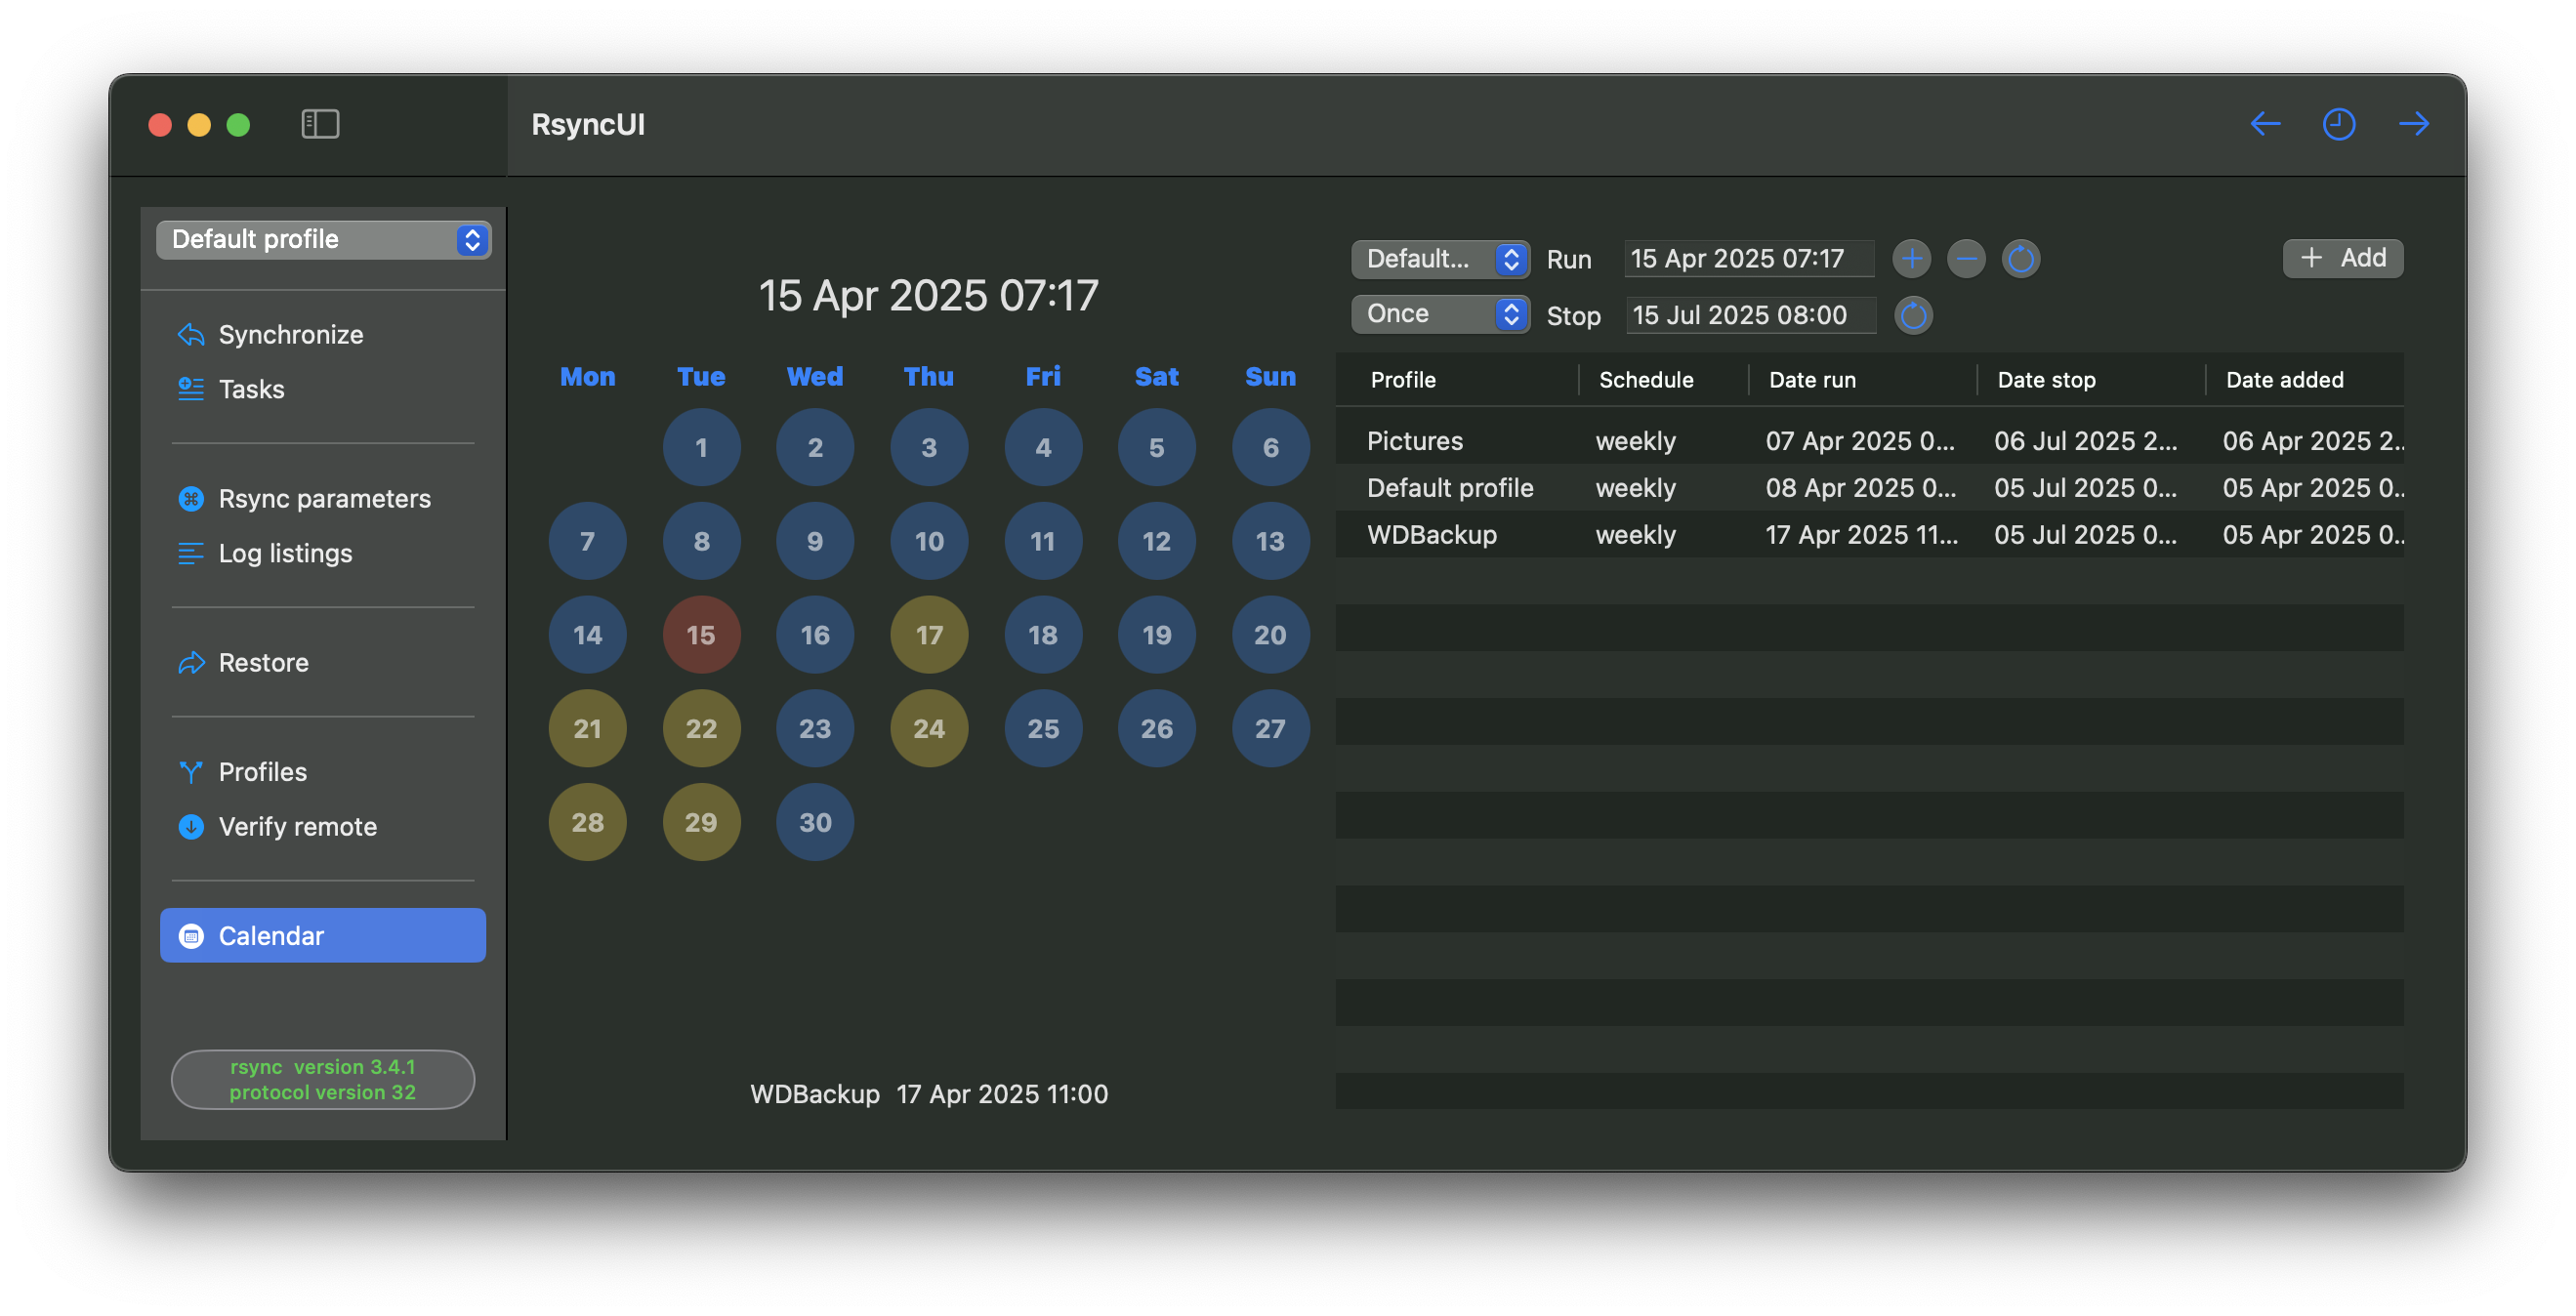 RsyncUI
Default profile
Synchronize
Tasks
Rsync parameters
Log listings
Restore
Profiles
Verify remote
Calendar
rsync version 3.4.1
protocol version 32
15 Apr 2025 07:17
Mon Tue Wed Thu Fri Sat Sun
1 2 3 4 5 6
7 8 9 10 11 12 13
14 15 16 17 18 19 20
21 22 23 24 25 26 27
28 29 30
WDBackup 17 Apr 2025 11:00
Default... Run 15 Apr 2025 07:17 Add
Once Stop 15 Jul 2025 08:00
Profile Schedule Date run Date stop Date added
Pictures weekly 07 Apr 2025 0... 06 Jul 2025 2... 06 Apr 2025 2..
Default profile weekly 08 Apr 2025 0... 05 Jul 2025 0... 05 Apr 2025 0..
WDBackup weekly 17 Apr 2025 11... 05 Jul 2025 0... 05 Apr 2025 0..